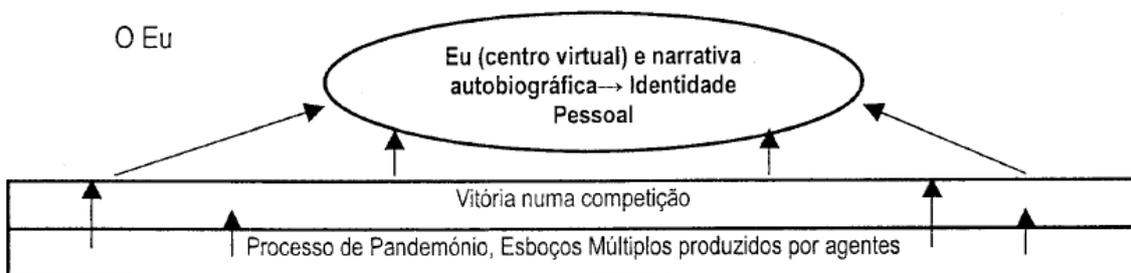 O Eu
Eu (centro virtual) e narrativa
autobiográfica→ Identidade
Pessoal
Vitória numa competição
Processo de Pandemónio, Esboços Múltiplos produzidos por agentes